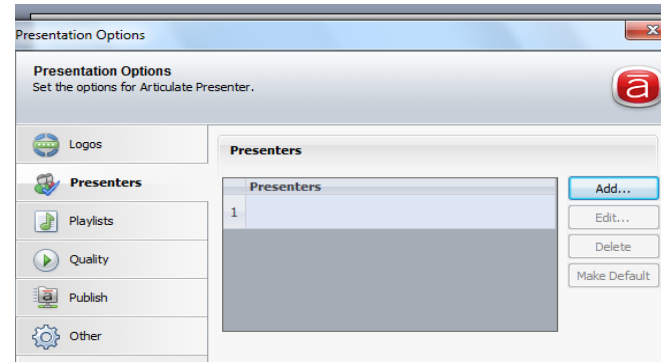 Presentation Options
Presentation Options
Set the options for Articulate Presenter.
Logos
Presenters
Playlists
Quality
Publish
Other
Presenters
Presenters
1
Add...
Edit...
Delete
Make Default